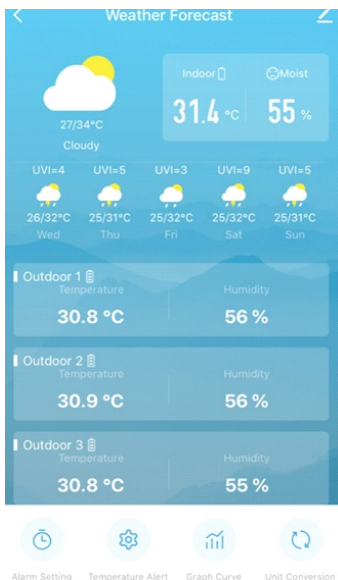 Weather Forecast
Indoor Moist
31.4 °C 55 %
27/34°C
Cloudy
UVI=4 UVI=5 UVI=3 UVI=9 UVI=5
26/32°C 25/31°C 25/32°C 25/32°C 25/31°C
Wed Thu Fri Sat Sun
Outdoor 1
Temperature Humidity
30.8 °C 56 %
Outdoor 2
Temperature Humidity
30.9 °C 56 %
Outdoor 3
Temperature Humidity
30.8 °C 55 %
Alarm Setting Temperature Alert Graph Curve Unit Conversion